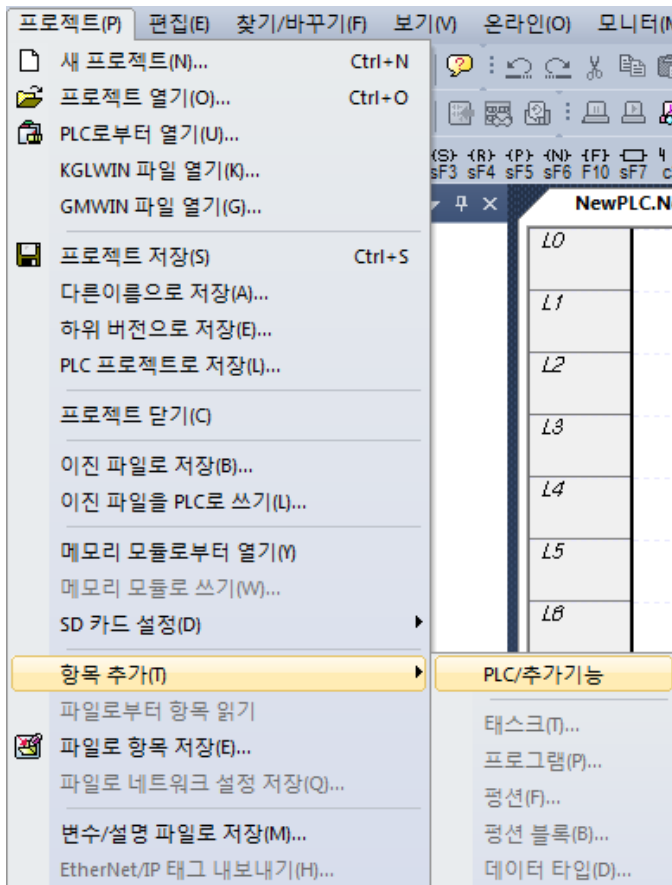 프로젝트(P) 편집(E) 찾기/바꾸기(F) 보기(V) 온라인(O) 모니터(M
새 프로젝트(N)... Ctrl+N
프로젝트 열기(O)... Ctrl+O
PLC로부터 열기(U)...
KGLWIN 파일 열기(K)...
{S} {R} {P} {N} {F}
sF3 sF4 sF5 sF6 F10 sF7 c
GMWIN 파일 열기(G)...
NewPLC.Ne
프로젝트 저장(S) Ctrl+S
L0
다른이름으로 저장(A)...
L1
하위 버전으로 저장(E)...
PLC 프로젝트로 저장(L)...
L2
프로젝트 닫기(C)
L3
이진 파일로 저장(B)...
이진 파일을 PLC로 쓰기(L)...
L4
메모리 모듈로부터 열기(Y)
L5
메모리 모듈로 쓰기(W)...
SD 카드 설정(D)
L6
항목 추가(T) PLC/추가기능
파일로부터 항목 읽기
태스크(T)...
파일로 항목 저장(E)...
프로그램(P)...
파일로 네트워크 설정 저장(Q)...
펑션(F)...
변수/설명 파일로 저장(M)...
펑션 블록(B)...
EtherNet/IP 태그 내보내기(H)...
데이터 타입(D)...